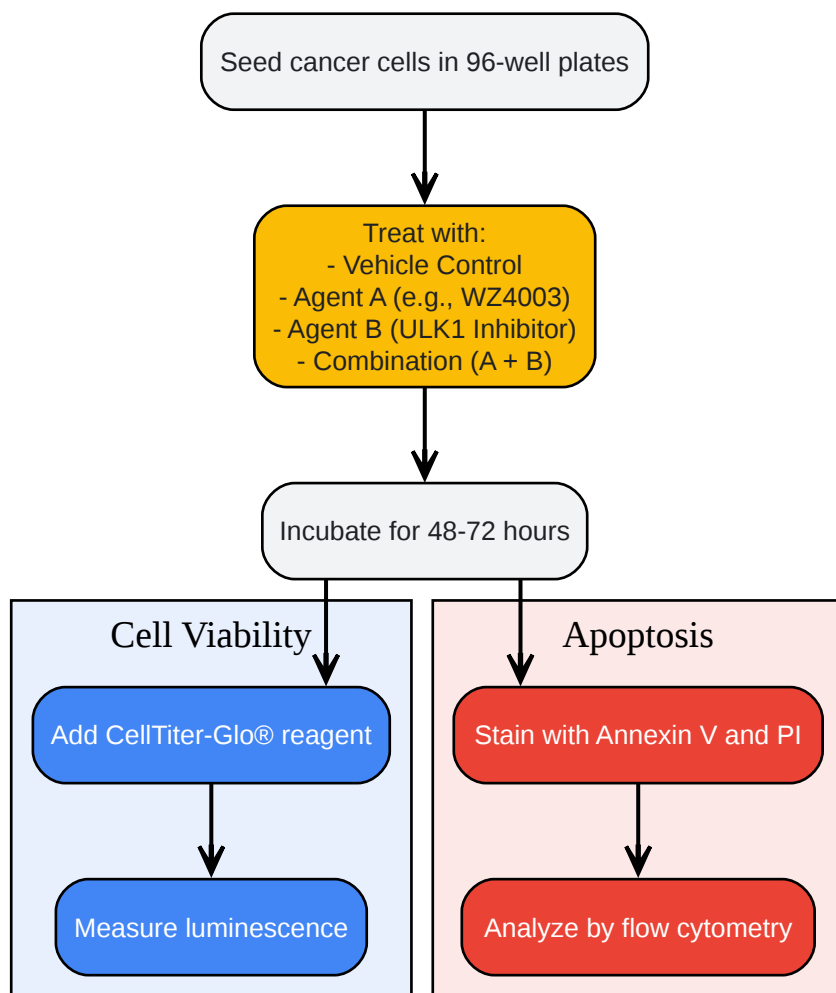 Seed cancer cells in 96-well plates
Treat with:
- Vehicle Control
- Agent A (e.g., WZ4003)
- Agent B (ULK1 Inhibitor)
- Combination (A + B)
Incubate for 48-72 hours
Cell Viability
Add CellTiter-Glo® reagent
Measure luminescence
Apoptosis
Stain with Annexin V and PI
Analyze by flow cytometry